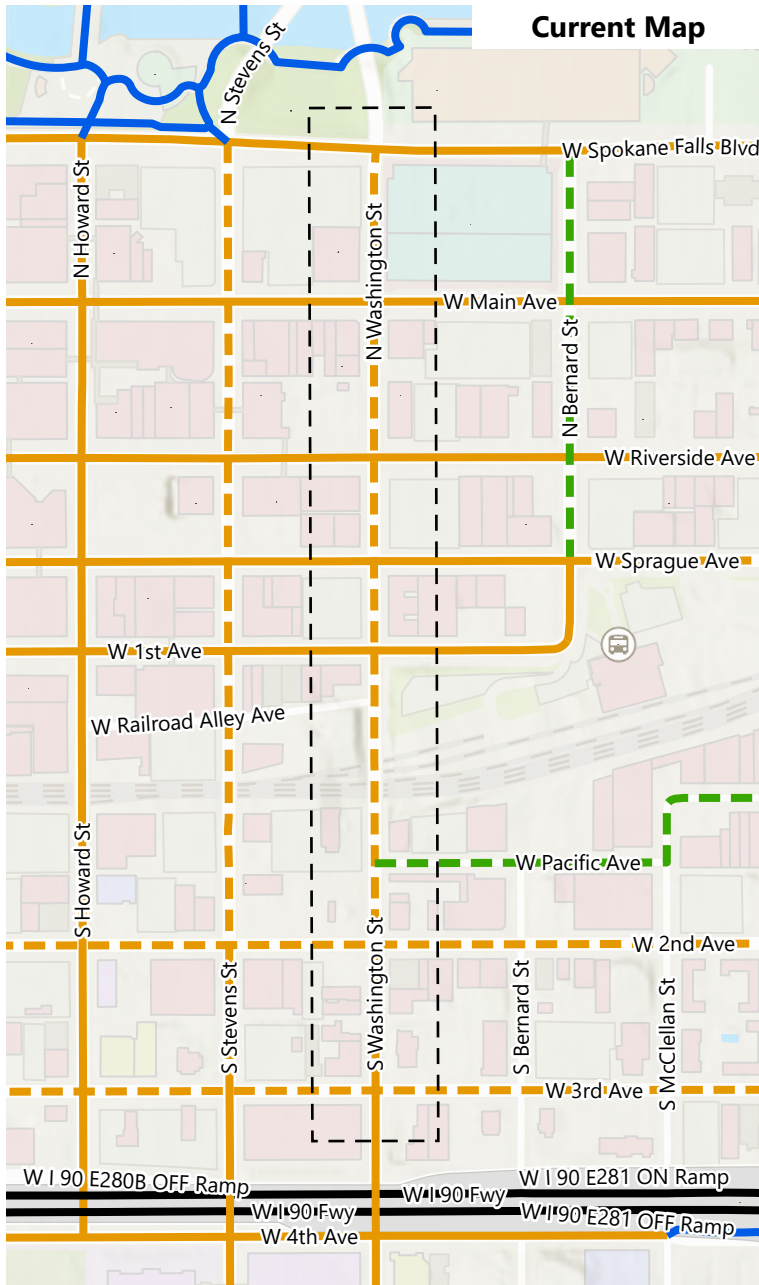 Current Map
N Stevens St
W Spokane Falls Blvd
N Howard St
N Washington St
W Main Ave
N Bernard St
W Riverside Ave
W Sprague Ave
W 1st Ave
W Railroad Alley Ave
S Howard St
W Pacific Ave
S Washington St
W 2nd Ave
S Stevens St
S Bernard St
S McClellan St
W 3rd Ave
W I 90 E280B OFF Ramp
W I 90 E281 ON Ramp
W I 90 Fwy
W I 90 Fwy
W I 90 E281 OFF Ramp
W 4th Ave